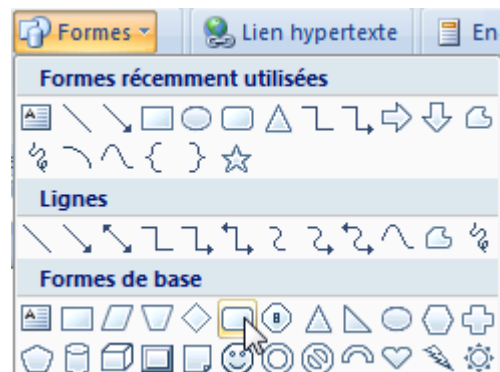 Formes Lien hypertexte En
Formes récemment utilisées
Lignes
Formes de base